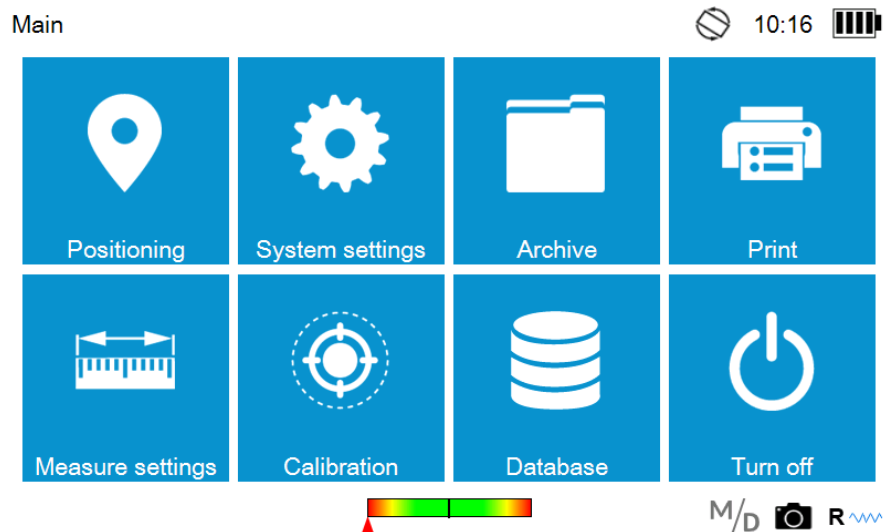 Main 10:16
Positioning System settings Archive Print
Measure settings Calibration Database Turn off
M/D R